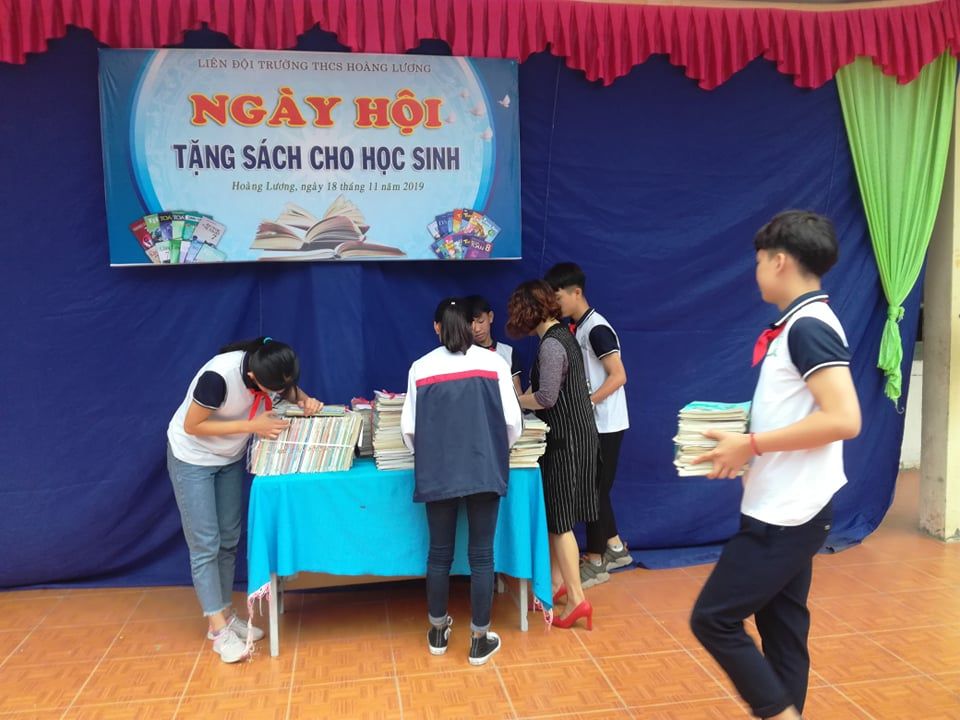 LIÊN ĐỘI TRƯỜNG THCS HOÀNG LƯƠNG
NGÀY HỘI
TẶNG SÁCH CHO HỌC SINH
Hoàng Lương, ngày 18 tháng 11 năm 2019